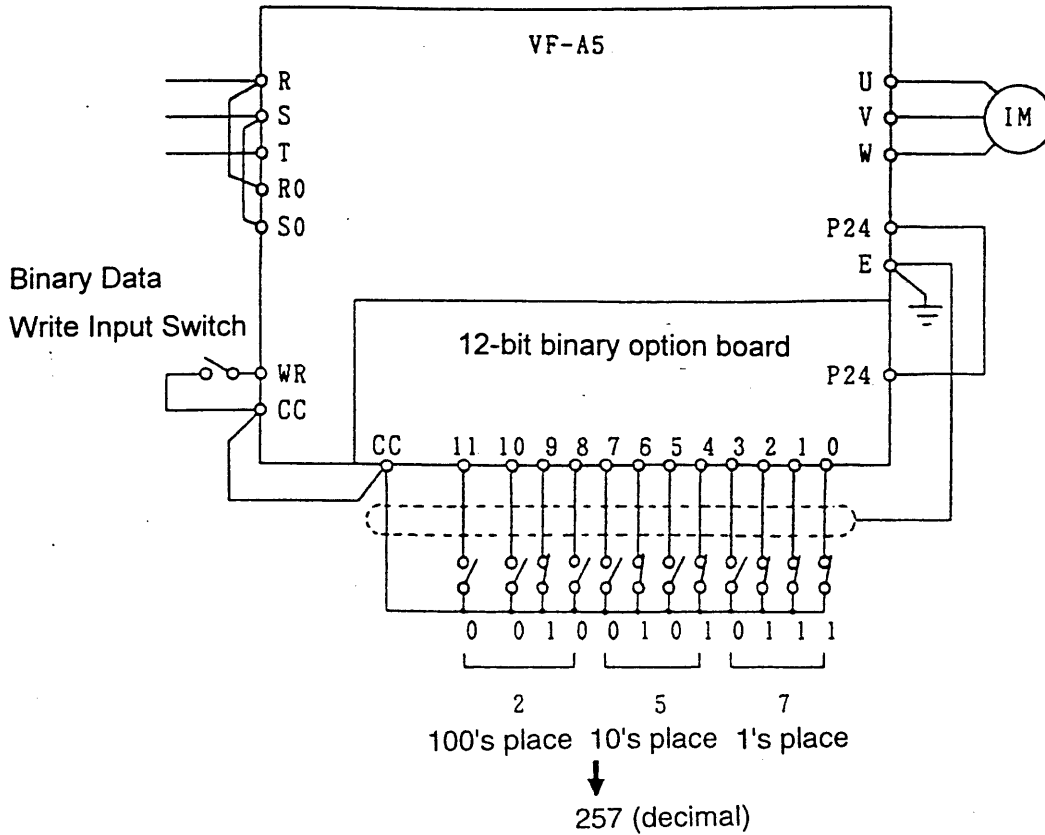 VF-A5
R
S
T
R0
S0
U
V
W
IM
P24
E
Binary Data
Write Input Switch
WR
CC
12-bit binary option board
P24
CC 11 10 9 8 7 6 5 4 3 2 1 0
0 0 1 0 0 1 0 1 0 1 1 1
2 5 7
100's place 10's place 1's place
257 (decimal)